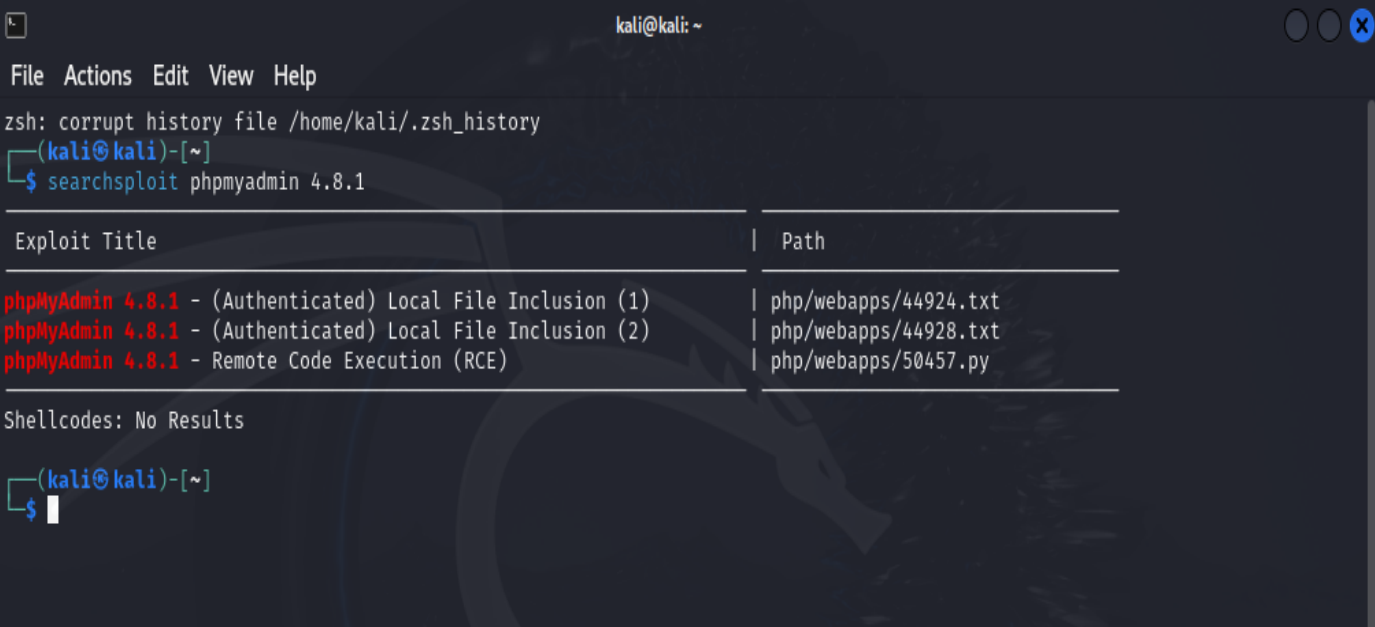 kali@kali: ~
File Actions Edit View Help
zsh: corrupt history file /home/kali/.zsh_history
┌──(kali㉿kali)-[~]
└─$ searchsploit phpmyadmin 4.8.1
Exploit Title | Path
phpMyAdmin 4.8.1 - (Authenticated) Local File Inclusion (1) | php/webapps/44924.txt
phpMyAdmin 4.8.1 - (Authenticated) Local File Inclusion (2) | php/webapps/44928.txt
phpMyAdmin 4.8.1 - Remote Code Execution (RCE) | php/webapps/50457.py
Shellcodes: No Results
┌──(kali㉿kali)-[~]
└─$